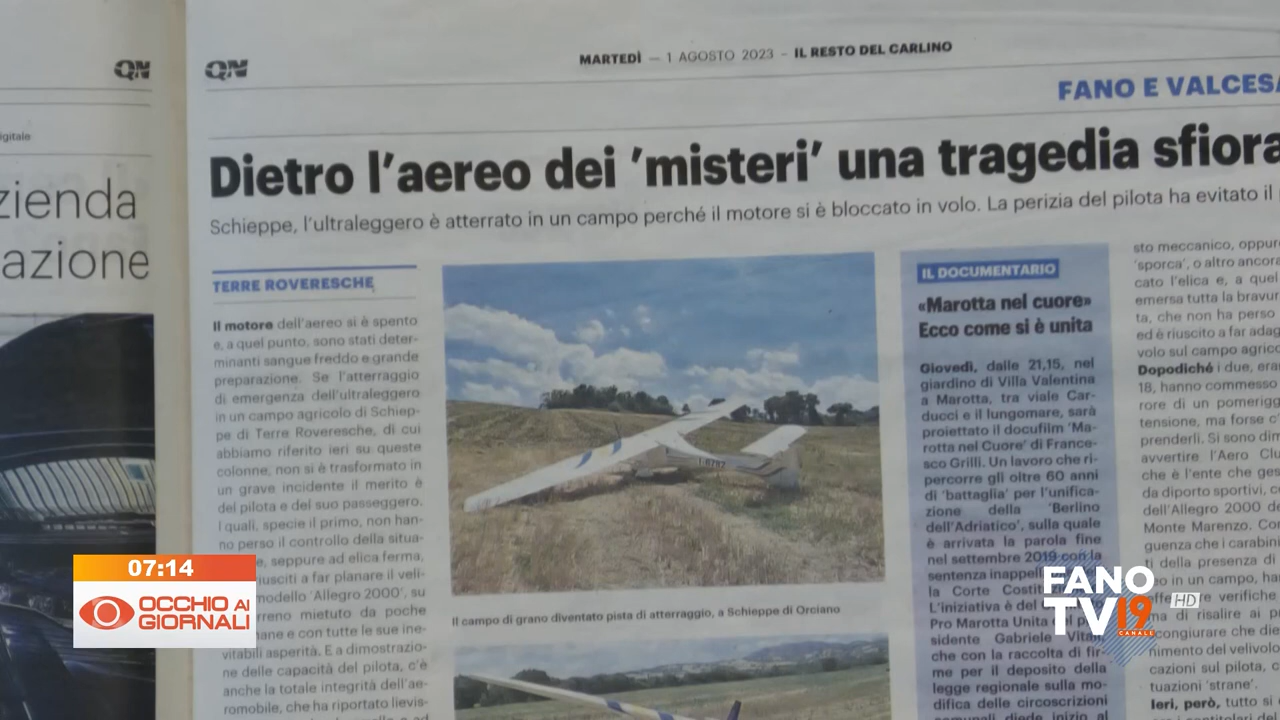 QN
igitale
zienda
azione
QN
MARTEDÌ — 1 AGOSTO 2023 – IL RESTO DEL CARLINO
FANO E VALCESA
Dietro l'aereo dei 'misteri' una tragedia sfiora
Schieppe, l'ultraleggero è atterrato in un campo perché il motore si è bloccato in volo. La perizia del pilota ha evitato il
TERRE ROVERESCHE
Il motore dell'aereo si è spento
e, a quel punto, sono stati deter-
minanti sangue freddo e grande
preparazione. Se l'atterraggio
di emergenza dell'ultraleggero
in un campo agricolo di Schiep-
pe di Terre Roveresche, di cui
abbiamo riferito ieri su queste
colonne, non si è trasformato in
un grave incidente il merito è
del pilota e del suo passeggero.
I quali, specie il primo, non han-
no perso il controllo della situa-
e, seppure ad elica ferma,
riusciti a far planare il veli-
modello 'Allegro 2000', su
rreno mietuto da poche
ane e con tutte le sue ine-
vitabili asperità. E a dimostrazio-
ne delle capacità del pilota, c'è
anche la totale integrità dell'ae-
romobile, che ha riportato lievis-
I-B792
Il campo di grano diventato pista di atterraggio, a Schieppe di Orciano
IL DOCUMENTARIO
«Marotta nel cuore»
Ecco come si è unita
Giovedì, dalle 21,15, nel
giardino di Villa Valentina
a Marotta, tra viale Car-
ducci e il lungomare, sarà
proiettato il docufilm 'Ma-
rotta nel Cuore' di France-
sco Grilli. Un lavoro che ri-
percorre gli oltre 60 anni
di 'battaglia' per l'unifica-
zione della 'Berlino
dell'Adriatico', sulla quale
è arrivata la parola fine
nel settembre 2019 con la
sentenza inappell
la Corte Costit
L'iniziativa è del
Pro Marotta Unita
sidente Gabriele Vitali,
che con la raccolta di fir-
me per il deposito della
legge regionale sulla mo-
difica delle circoscrizioni
comunali diede inizio al
sto meccanico, oppure
'sporca', o altro ancora
cato l'elica e, a quel
emersa tutta la bravur
ta, che non ha perso
ed è riuscito a far adag
volo sul campo agrico
Dopodiché i due, erar
18, hanno commesso
rore di un pomerigg
tensione, ma forse c
prenderli. Si sono dim
avvertire l'Aero Clu
che è l'ente che ges
da diporto sportivi, c
dell'Allegro 2000 de
Monte Marenzo. Con
guenza che i carabini
ti della presenza di
eo in un campo, ha
effe re verifiche
ma di risalire ai p
congiurare che die
nimento del velivolo
cazioni sul pilota, c
tuazioni 'strane'.
Ieri, però, tutto si
07:14
OCCHIO AI
GIORNALI
FANO
TV19 HD
CANALE